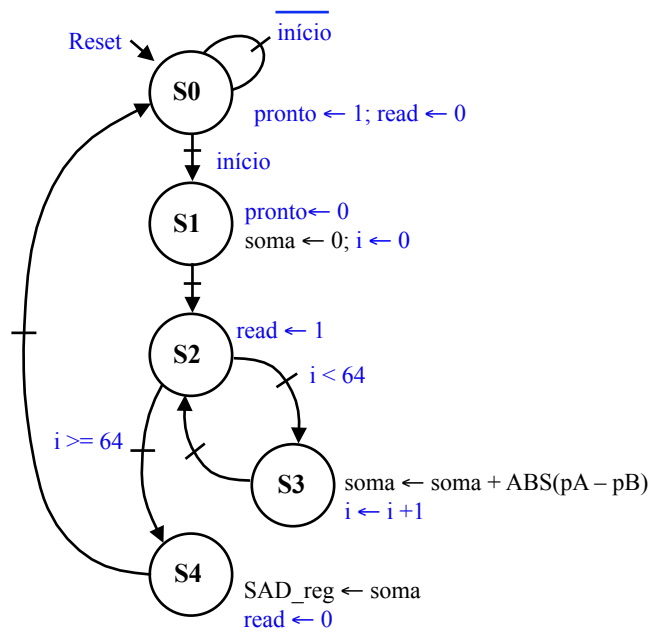 início
Reset
S0
pronto ← 1; read ← 0
início
S1
pronto← 0
soma ← 0; i ← 0
S2
read ← 1
i < 64
i >= 64
S3
soma ← soma + ABS(pA – pB)
i ← i +1
S4
SAD_reg ← soma
read ← 0